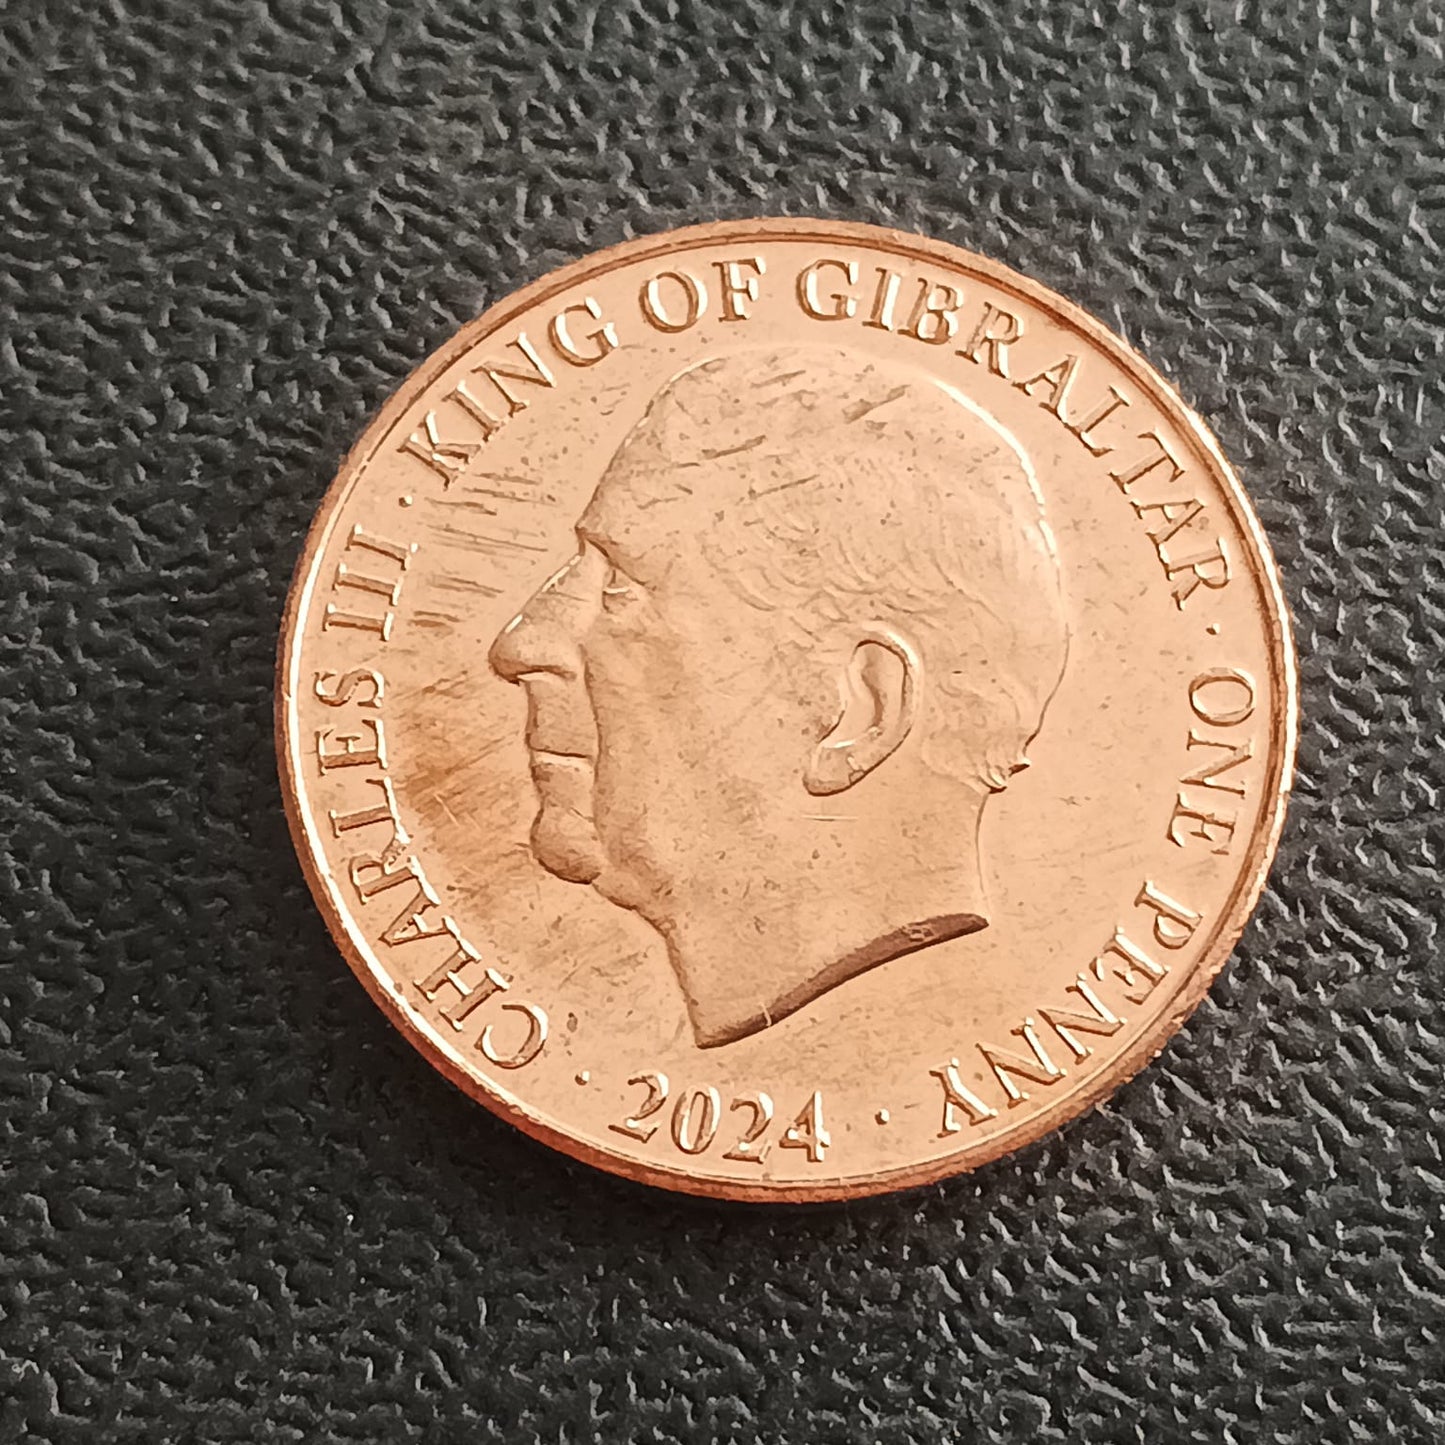 CHARLES III · KING OF GIBRALTAR · ONE PENNY · 2024 ·